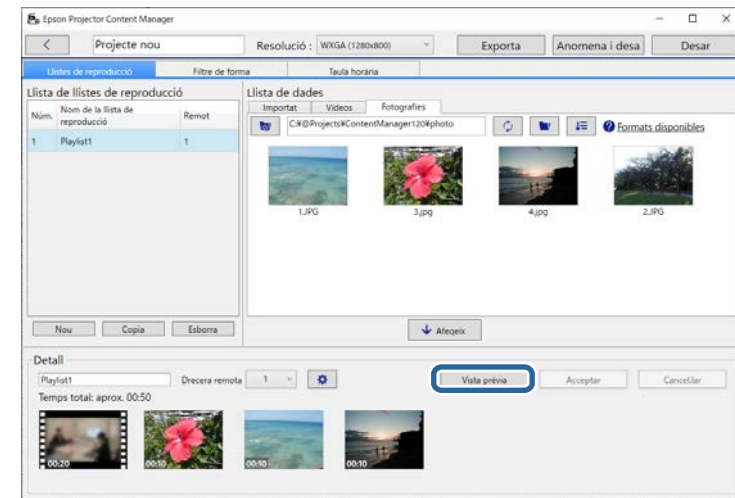 Epson Projector Content Manager
Projecte nou
Resolució : WXGA (1280x800)
Exporta
Anomena i desa
Desar
Llistes de reproducció
Filtre de forma
Taula horària
Llista de llistes de reproducció
Llista de dades
Núm.
Nom de la llista de
reproducció
Remot
1 Playlist1 1
Importat
Vídeos
Fotografies
C:¥@Projects¥ContentManager120¥photo
Formats disponibles
1.JPG
3.jpg
4.jpg
2.JPG
Nou
Copia
Esborra
Afegeix
Detall
Playlist1
Drecera remota
1
Vista prèvia
Acceptar
Cancel·lar
Temps total: aprox. 00:50
00:20
00:10
00:10
00:10